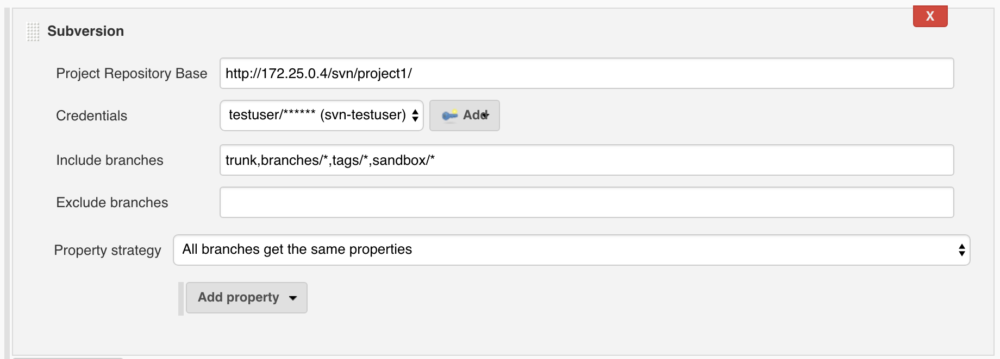 X
Subversion
Project Repository Base http://172.25.0.4/svn/project1/
Credentials testuser/****** (svn-testuser) Add
Include branches trunk,branches/*,tags/*,sandbox/*
Exclude branches
Property strategy All branches get the same properties
Add property